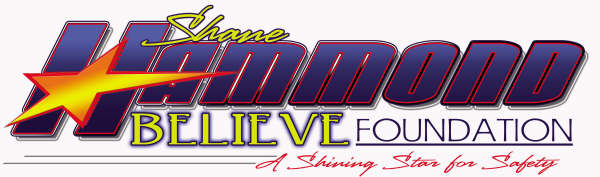 Shane
HAMMOND
BELIEVE FOUNDATION
A Shining Star for Safety